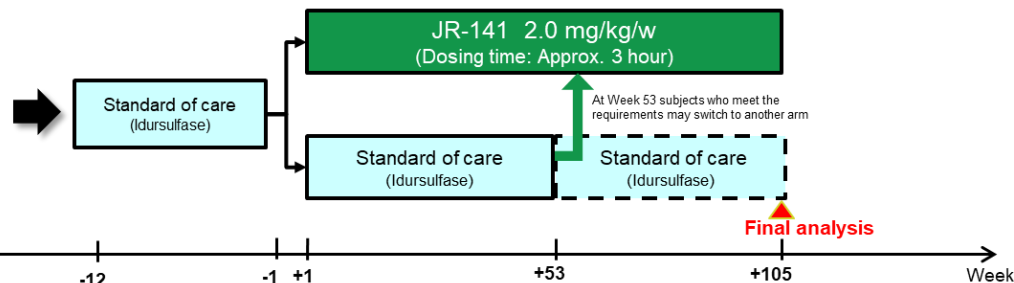 JR-141 2.0 mg/kg/w
(Dosing time: Approx. 3 hour)
Standard of care
(Idursulfase)
At Week 53 subjects who meet the
requirements may switch to another arm
Standard of care
(Idursulfase)
Standard of care
(Idursulfase)
Final analysis
-12
-1
+1
+53
+105
Week